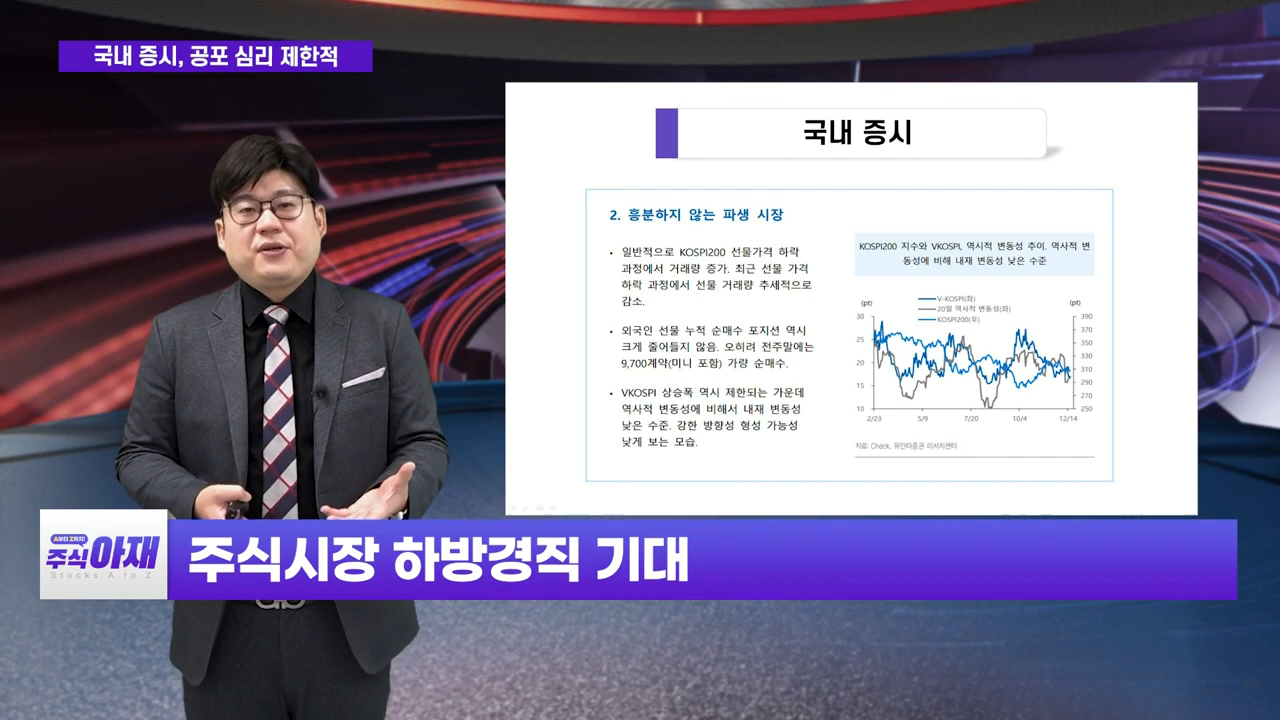 국내 증시, 공포 심리 제한적
국내 증시
2. 흥분하지 않는 파생 시장
• 일반적으로 KOSPI200 선물가격 하락
과정에서 거래량 증가. 최근 선물 가격
하락 과정에서 선물 거래량 추세적으로
감소.
• 외국인 선물 누적 순매수 포지션 역시
크게 줄어들지 않음. 오히려 전주말에는
9,700계약(미니 포함) 가량 순매수.
• VKOSPI 상승폭 역시 제한되는 가운데
역사적 변동성에 비해서 내재 변동성
낮은 수준. 강한 방향성 형성 가능성
낮게 보는 모습.
KOSPI200 지수와 VKOSPI, 역시적 변동성 추이. 역사적 변
동성에 비해 내재 변동성 낮은 수준
(pt)
V-KOSPI(좌)
20일 역사적 변동성(좌)
KOSPI200(우)
(pt)
30
25
20
15
10
390
370
350
330
310
290
270
250
2/23 5/9 7/20 10/4 12/14
자료: Check, 유안타증권 리서치센터
A부터 Z까지!
주식아재
Stocks A to Z
주식시장 하방경직 기대